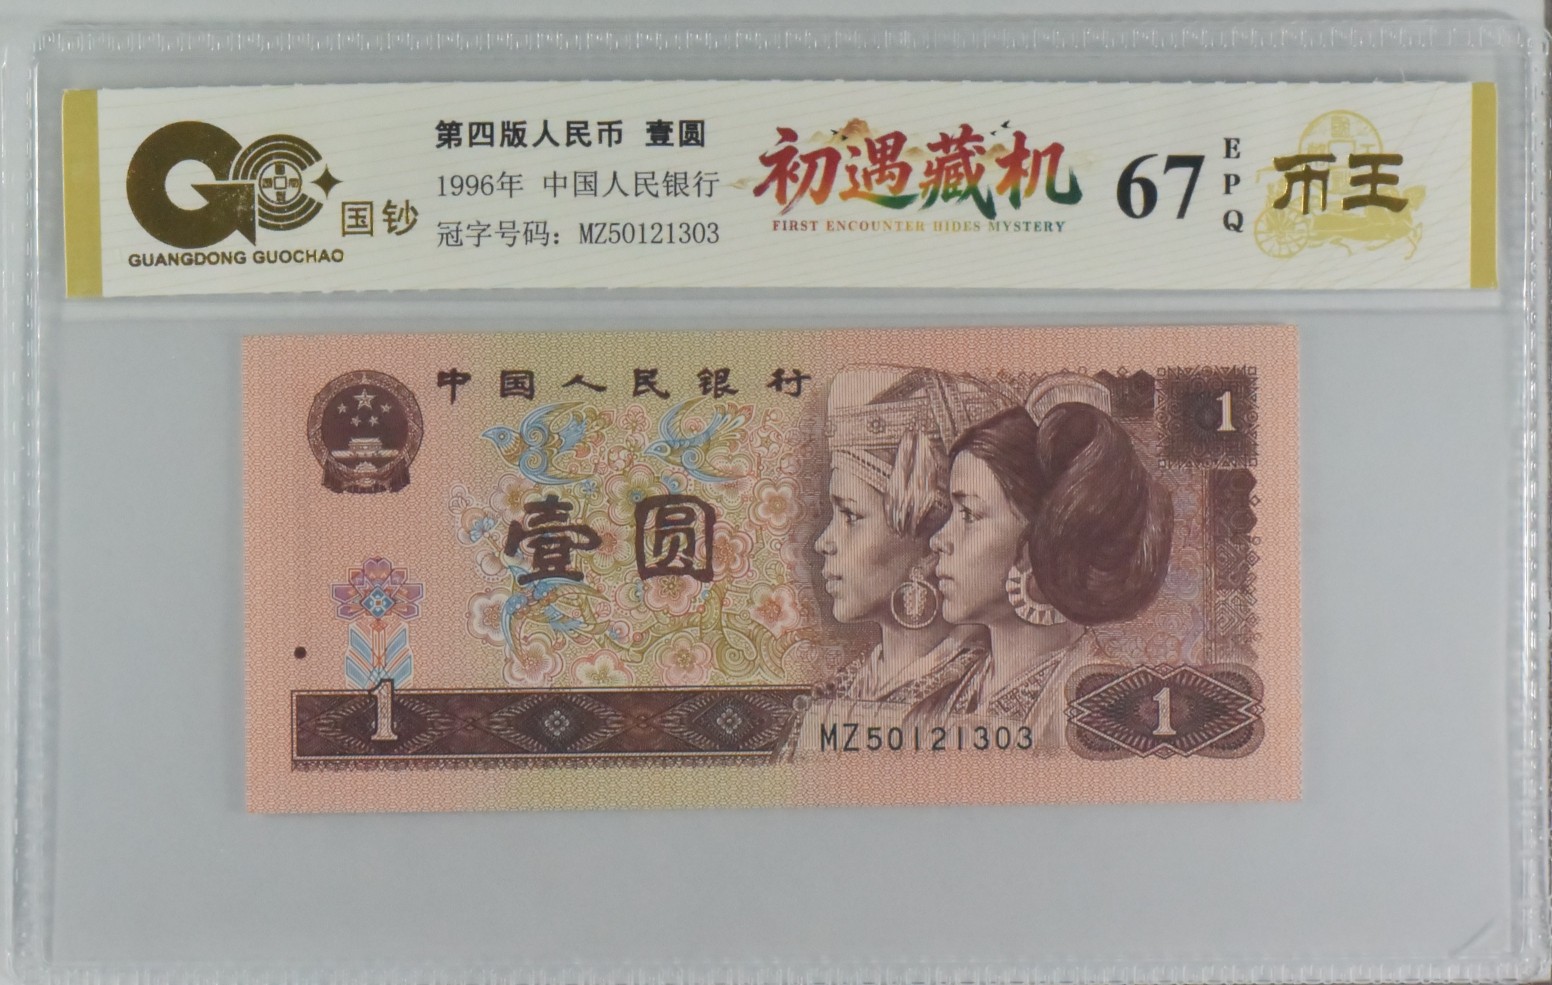 国钞
GUANGDONG GUOCHAO
第四版人民币 壹圆
1996年 中国人民银行
冠字号码：MZ50121303
初遇藏机
FIRST ENCOUNTER HIDES MYSTERY
67
EPQ
币王
中国人民银行
1
壹圆
1
MZ50121303
1